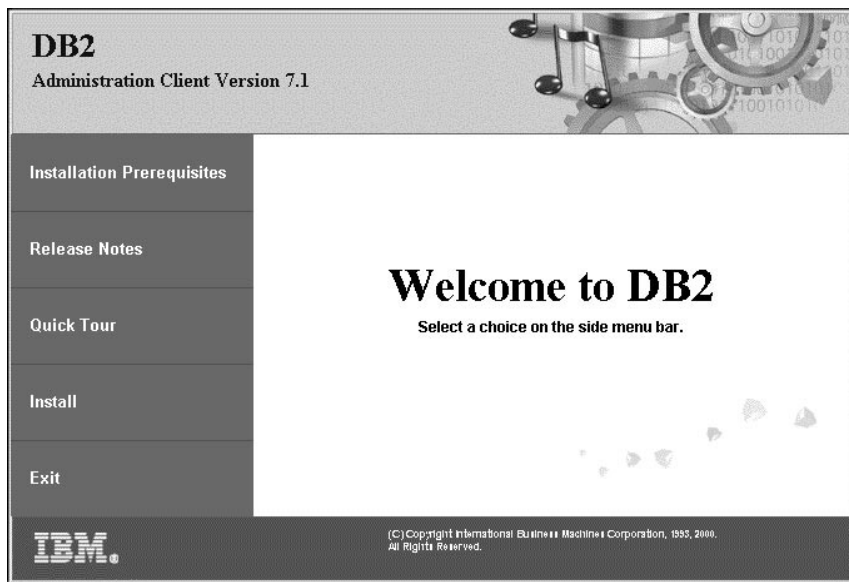 DB2
Administration Client Version 7.1
Installation Prerequisites
Release Notes
Quick Tour
Install
Exit
Welcome to DB2
Select a choice on the side menu bar.
IBM®
(C) Copyright International Business Machines Corporation, 1993, 2000.
All Rights Reserved.